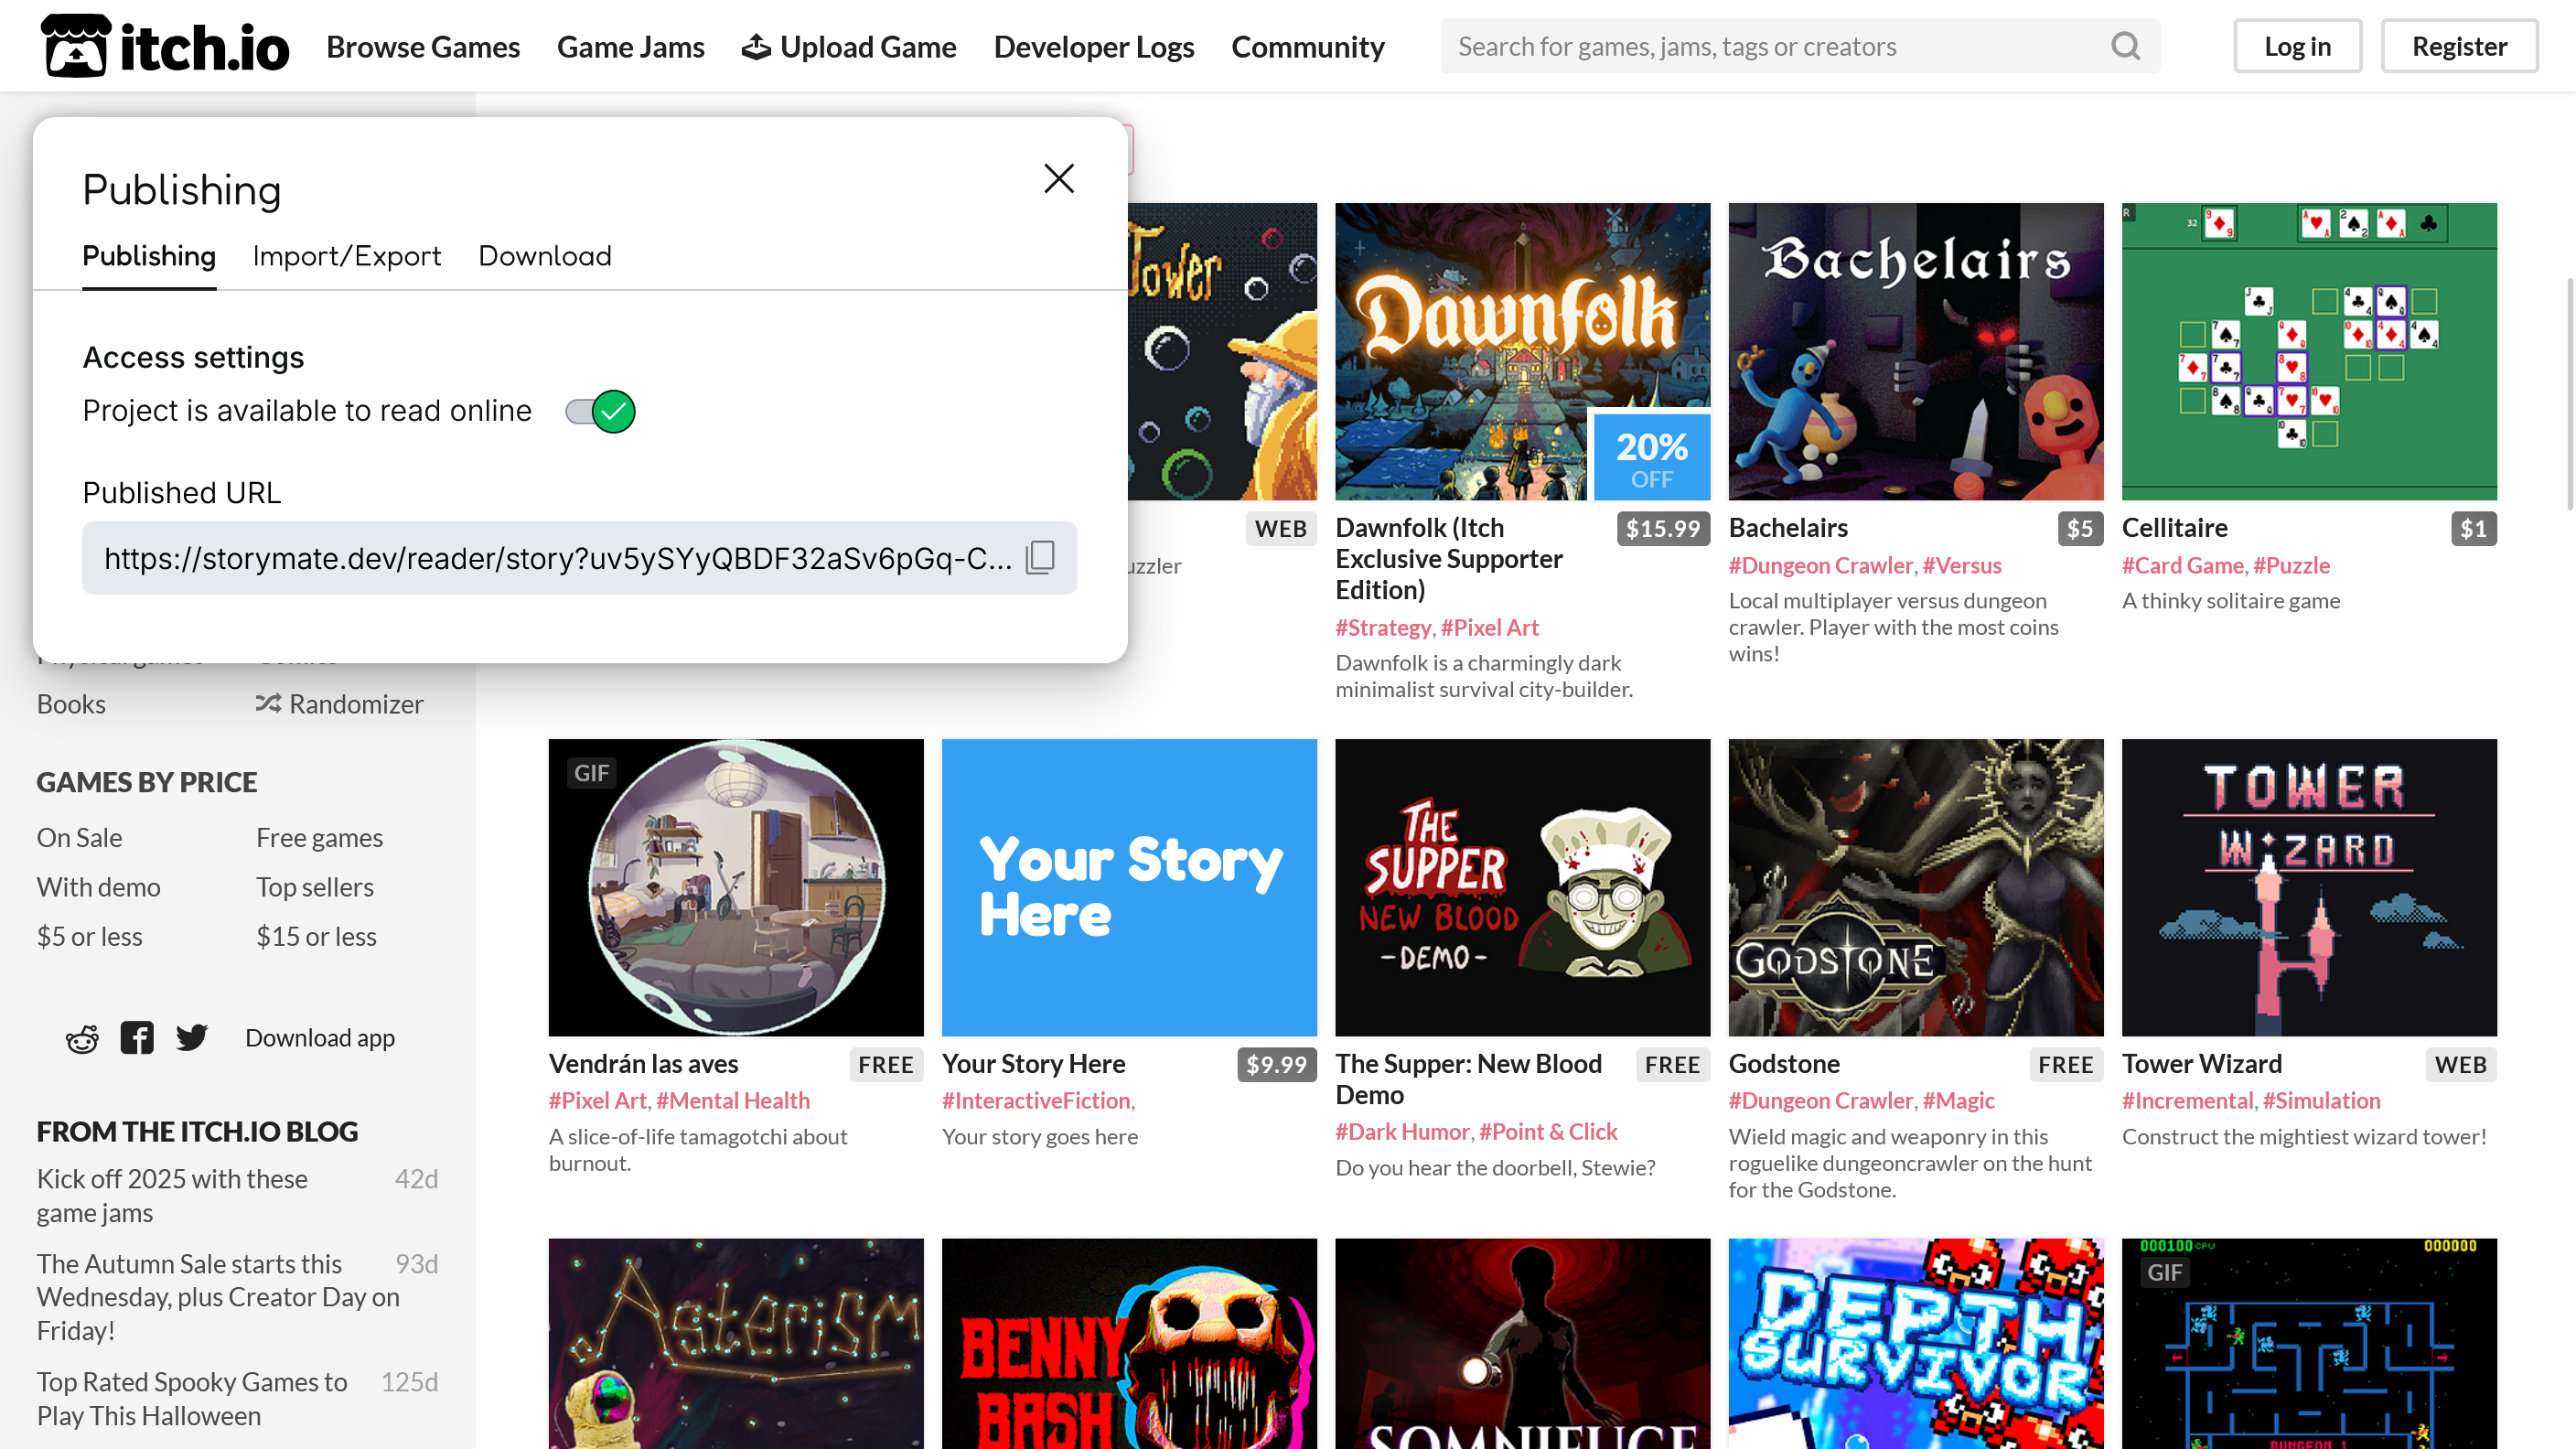 itch.io Browse Games Game Jams Upload Game Developer Logs Community Search for games, jams, tags or creators Log in Register
Publishing
Publishing Import/Export Download
Access settings
Project is available to read online
Published URL
https://storymate.dev/reader/story?uv5ySYyQBDF32aSv6pGq-C...
Books Randomizer
GAMES BY PRICE
On Sale Free games
With demo Top sellers
$5 or less $15 or less
Download app
FROM THE ITCH.IO BLOG
Kick off 2025 with these 42d
game jams
The Autumn Sale starts this 93d
Wednesday, plus Creator Day on
Friday!
Top Rated Spooky Games to 125d
Play This Halloween
Tower
WEB
Dawnfolk
20%
OFF
Dawnfolk (Itch $15.99
Exclusive Supporter
Edition)
#Strategy, #Pixel Art
Dawnfolk is a charmingly dark
minimalist survival city-builder.
Bachelairs
Bachelairs $5
#Dungeon Crawler, #Versus
Local multiplayer versus dungeon
crawler. Player with the most coins
wins!
Cellitaire $1
#Card Game, #Puzzle
A thinky solitaire game
GIF
Vendrán las aves FREE
#Pixel Art, #Mental Health
A slice-of-life tamagotchi about
burnout.
Your Story
Here
Your Story Here $9.99
#InteractiveFiction,
Your story goes here
THE
SUPPER
NEW BLOOD
-DEMO-
The Supper: New Blood FREE
Demo
#Dark Humor, #Point & Click
Do you hear the doorbell, Stewie?
GODSTONE
Godstone FREE
#Dungeon Crawler, #Magic
Wield magic and weaponry in this
roguelike dungeoncrawler on the hunt
for the Godstone.
TOWER
WIZARD
Tower Wizard WEB
#Incremental, #Simulation
Construct the mightiest wizard tower!
Asterism
BENNY
BASH
SOMNIFUGE
DEPTH
SURVIVOR
000100 CPU 000000
GIF
DUNGEON 1